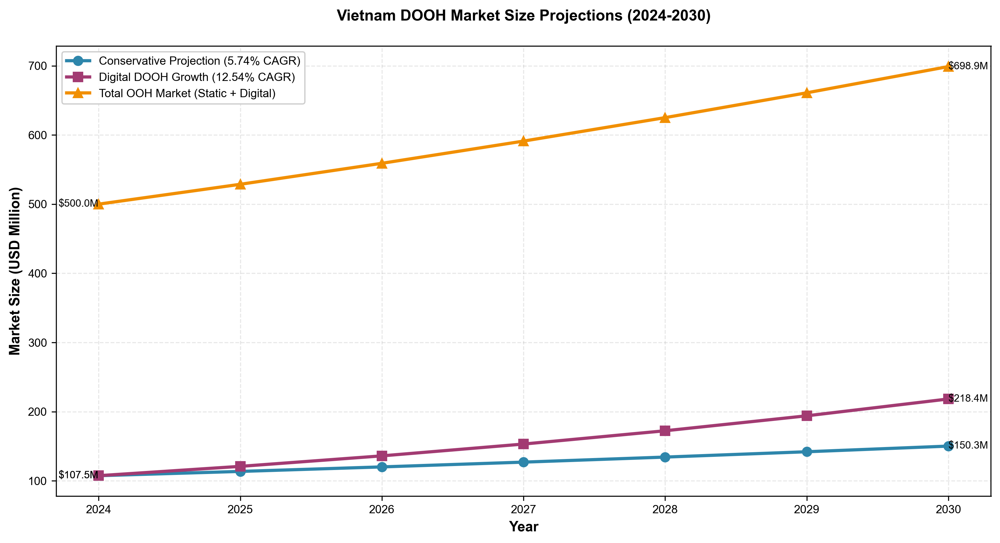 Vietnam DOOH Market Size Projections (2024-2030)
Conservative Projection (5.74% CAGR)
Digital DOOH Growth (12.54% CAGR)
Total OOH Market (Static + Digital)
Market Size (USD Million)
700
600
500
400
300
200
100
$698.9M
$500.0M
$218.4M
$150.3M
$107.5M
2024 2025 2026 2027 2028 2029 2030
Year